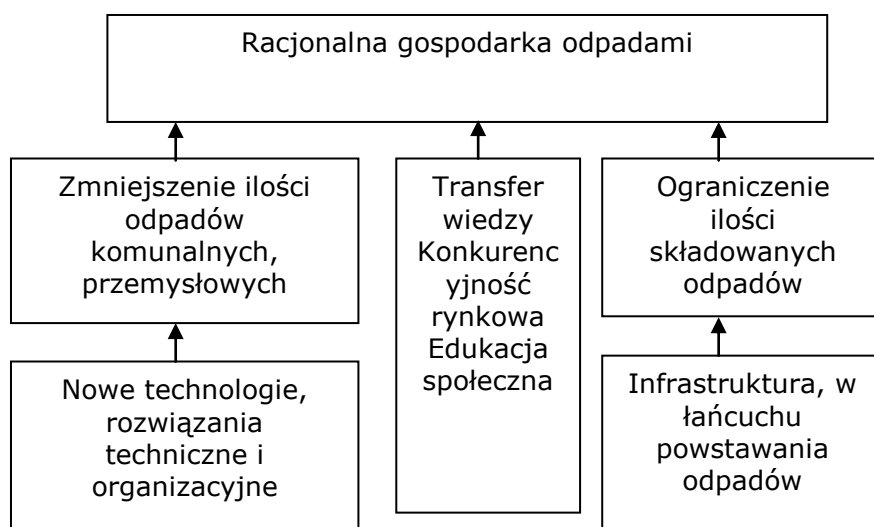 Racjonalna gospodarka odpadami
Zmniejszenie ilości
odpadów
komunalnych,
przemysłowych
Transfer
wiedzy
Konkurenc
yjność
rynkowa
Edukacja
społeczna
Ograniczenie
ilości
składowanych
odpadów
Nowe technologie,
rozwiązania
techniczne i
organizacyjne
Infrastruktura, w
łańcuchu
powstawania
odpadów